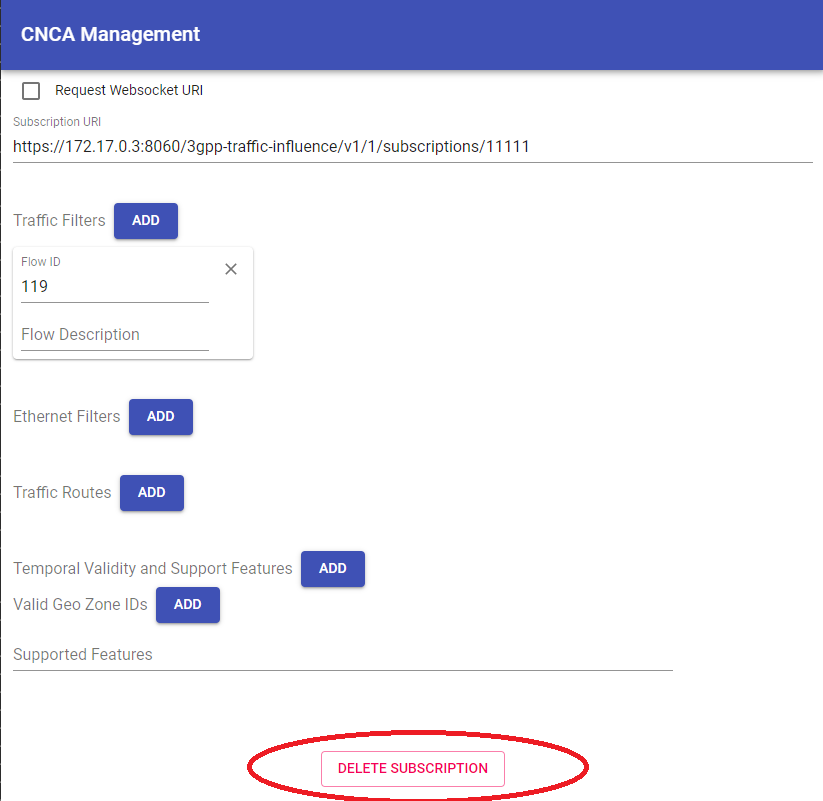 CNCA Management
Request Websocket URI
Subscription URI
https://172.17.0.3:8060/3gpp-traffic-influence/v1/1/subscriptions/11111
Traffic Filters ADD
Flow ID
119
Flow Description
Ethernet Filters ADD
Traffic Routes ADD
Temporal Validity and Support Features ADD
Valid Geo Zone IDs ADD
Supported Features
DELETE SUBSCRIPTION